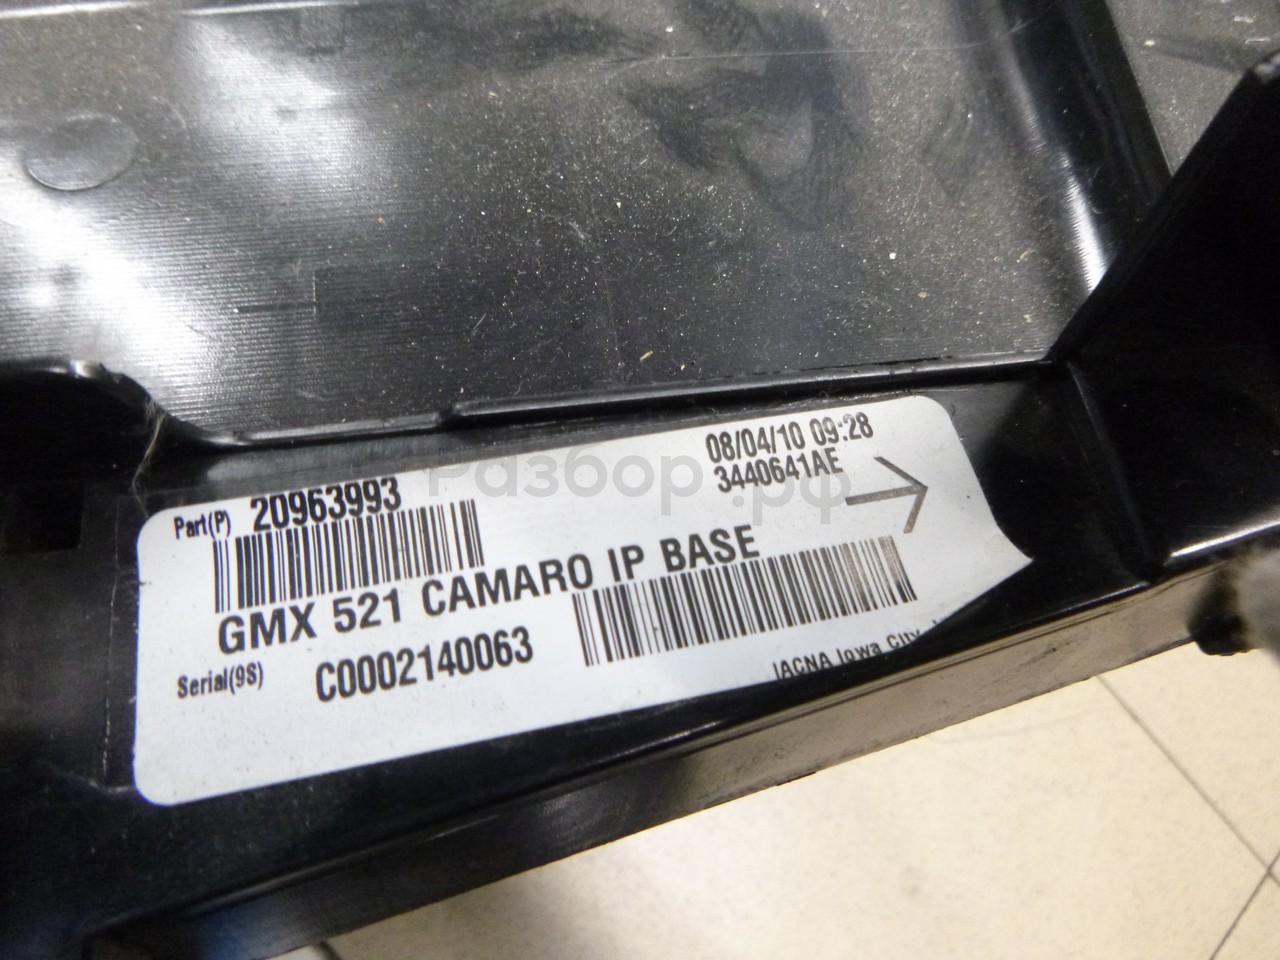 08/04/10 09:28
3440641AE
Part(P) 20963993
GMX 521 CAMARO IP BASE
Serial(9S) C0002140063
IACNA Iowa City,
Разбор.рф